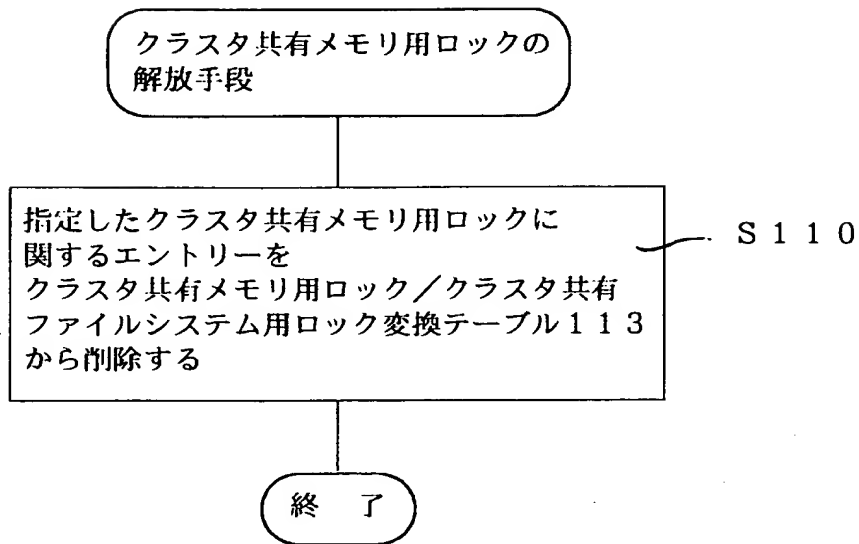 クラスタ共有メモリ用ロックの
解放手段
指定したクラスタ共有メモリ用ロックに
関するエントリーを
クラスタ共有メモリ用ロック／クラスタ共有
ファイルシステム用ロック変換テーブル１１３
から削除する
Ｓ１１０
終　了